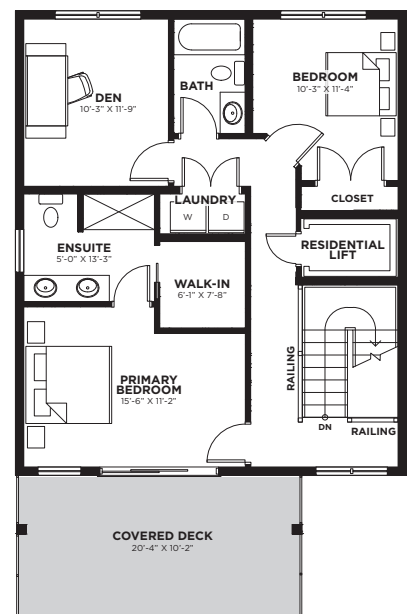 DEN
10'-3" X 11'-9"
BATH
BEDROOM
10'-3" X 11'-4"
LAUNDRY
W D
CLOSET
ENSUITE
5'-0" X 13'-3"
RESIDENTIAL
LIFT
WALK-IN
6'-1" X 7'-8"
PRIMARY
BEDROOM
15'-6" X 11'-2"
RAILING
DN
RAILING
COVERED DECK
20'-4" X 10'-2"